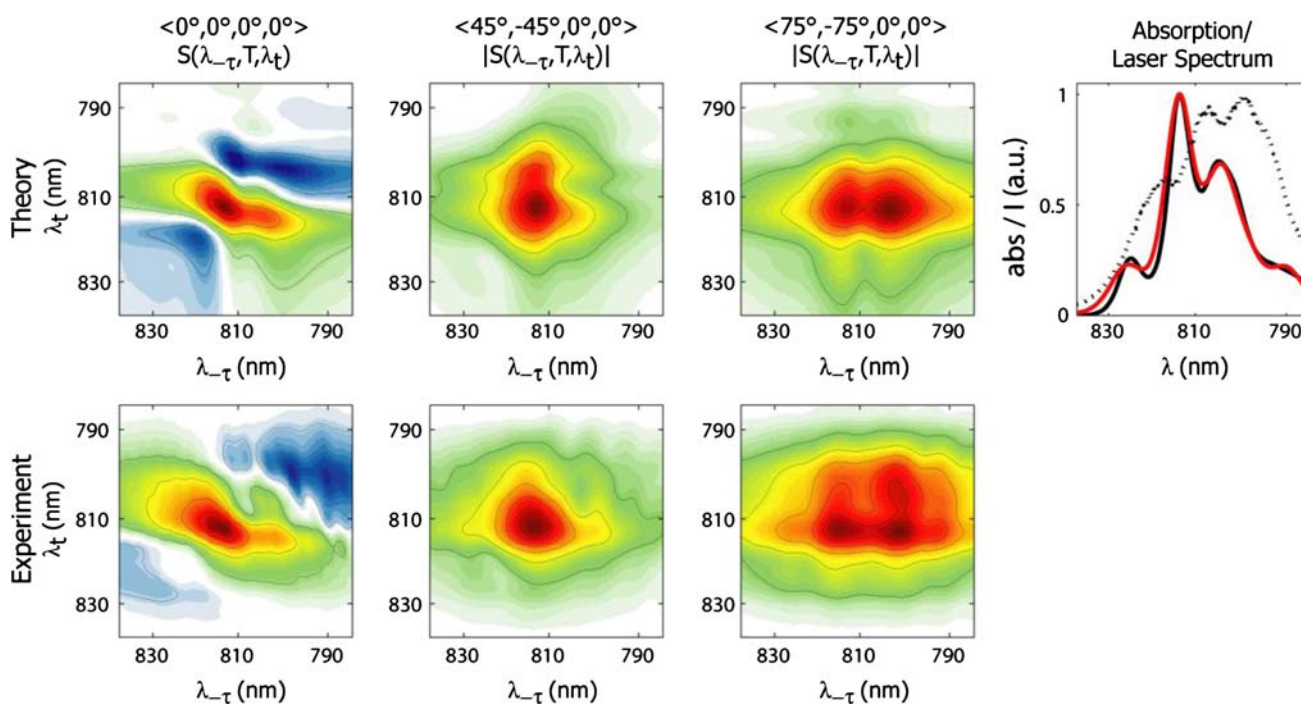 <0°,0°,0°,0°>
S(λ−τ,T,λt)
<45°,-45°,0°,0°>
|S(λ−τ,T,λt)|
<75°,-75°,0°,0°>
|S(λ−τ,T,λt)|
Absorption/
Laser Spectrum
Theory
λt (nm)
790
810
830
830 810 790
λ−τ (nm)
790
810
830
830 810 790
λ−τ (nm)
790
810
830
830 810 790
λ−τ (nm)
abs / I (a.u.)
1
0.5
0
830 810 790
λ (nm)
Experiment
λt (nm)
790
810
830
830 810 790
λ−τ (nm)
790
810
830
830 810 790
λ−τ (nm)
790
810
830
830 810 790
λ−τ (nm)